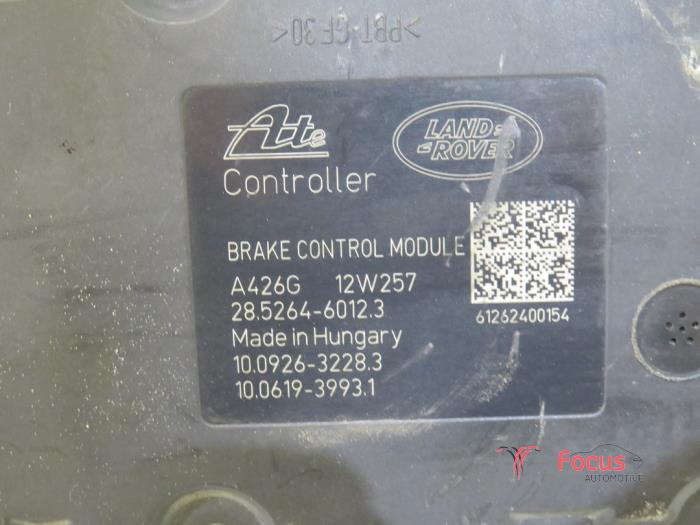 >PBT-GF30<
Ate
LAND-
-ROVER
Controller
BRAKE CONTROL MODULE
A426G 12W257
28.5264-6012.3
61262400154
Made in Hungary
10.0926-3228.3
10.0619-3993.1
Focus
AUTOMOTIVE